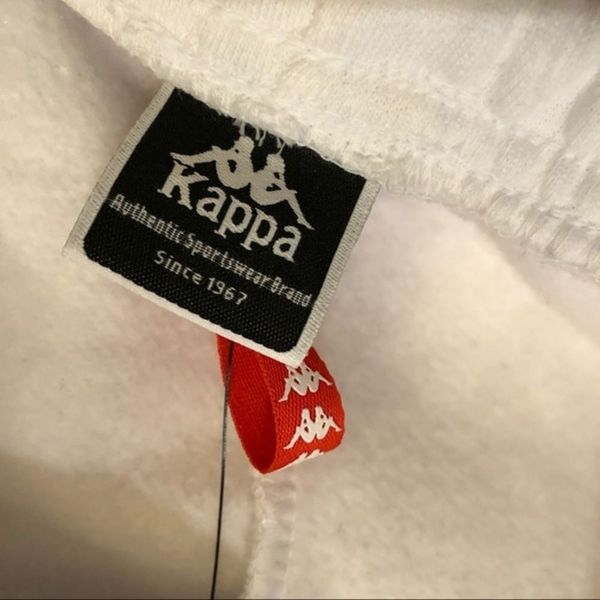 Kappa
Authentic Sportswear Brand
Since 1967